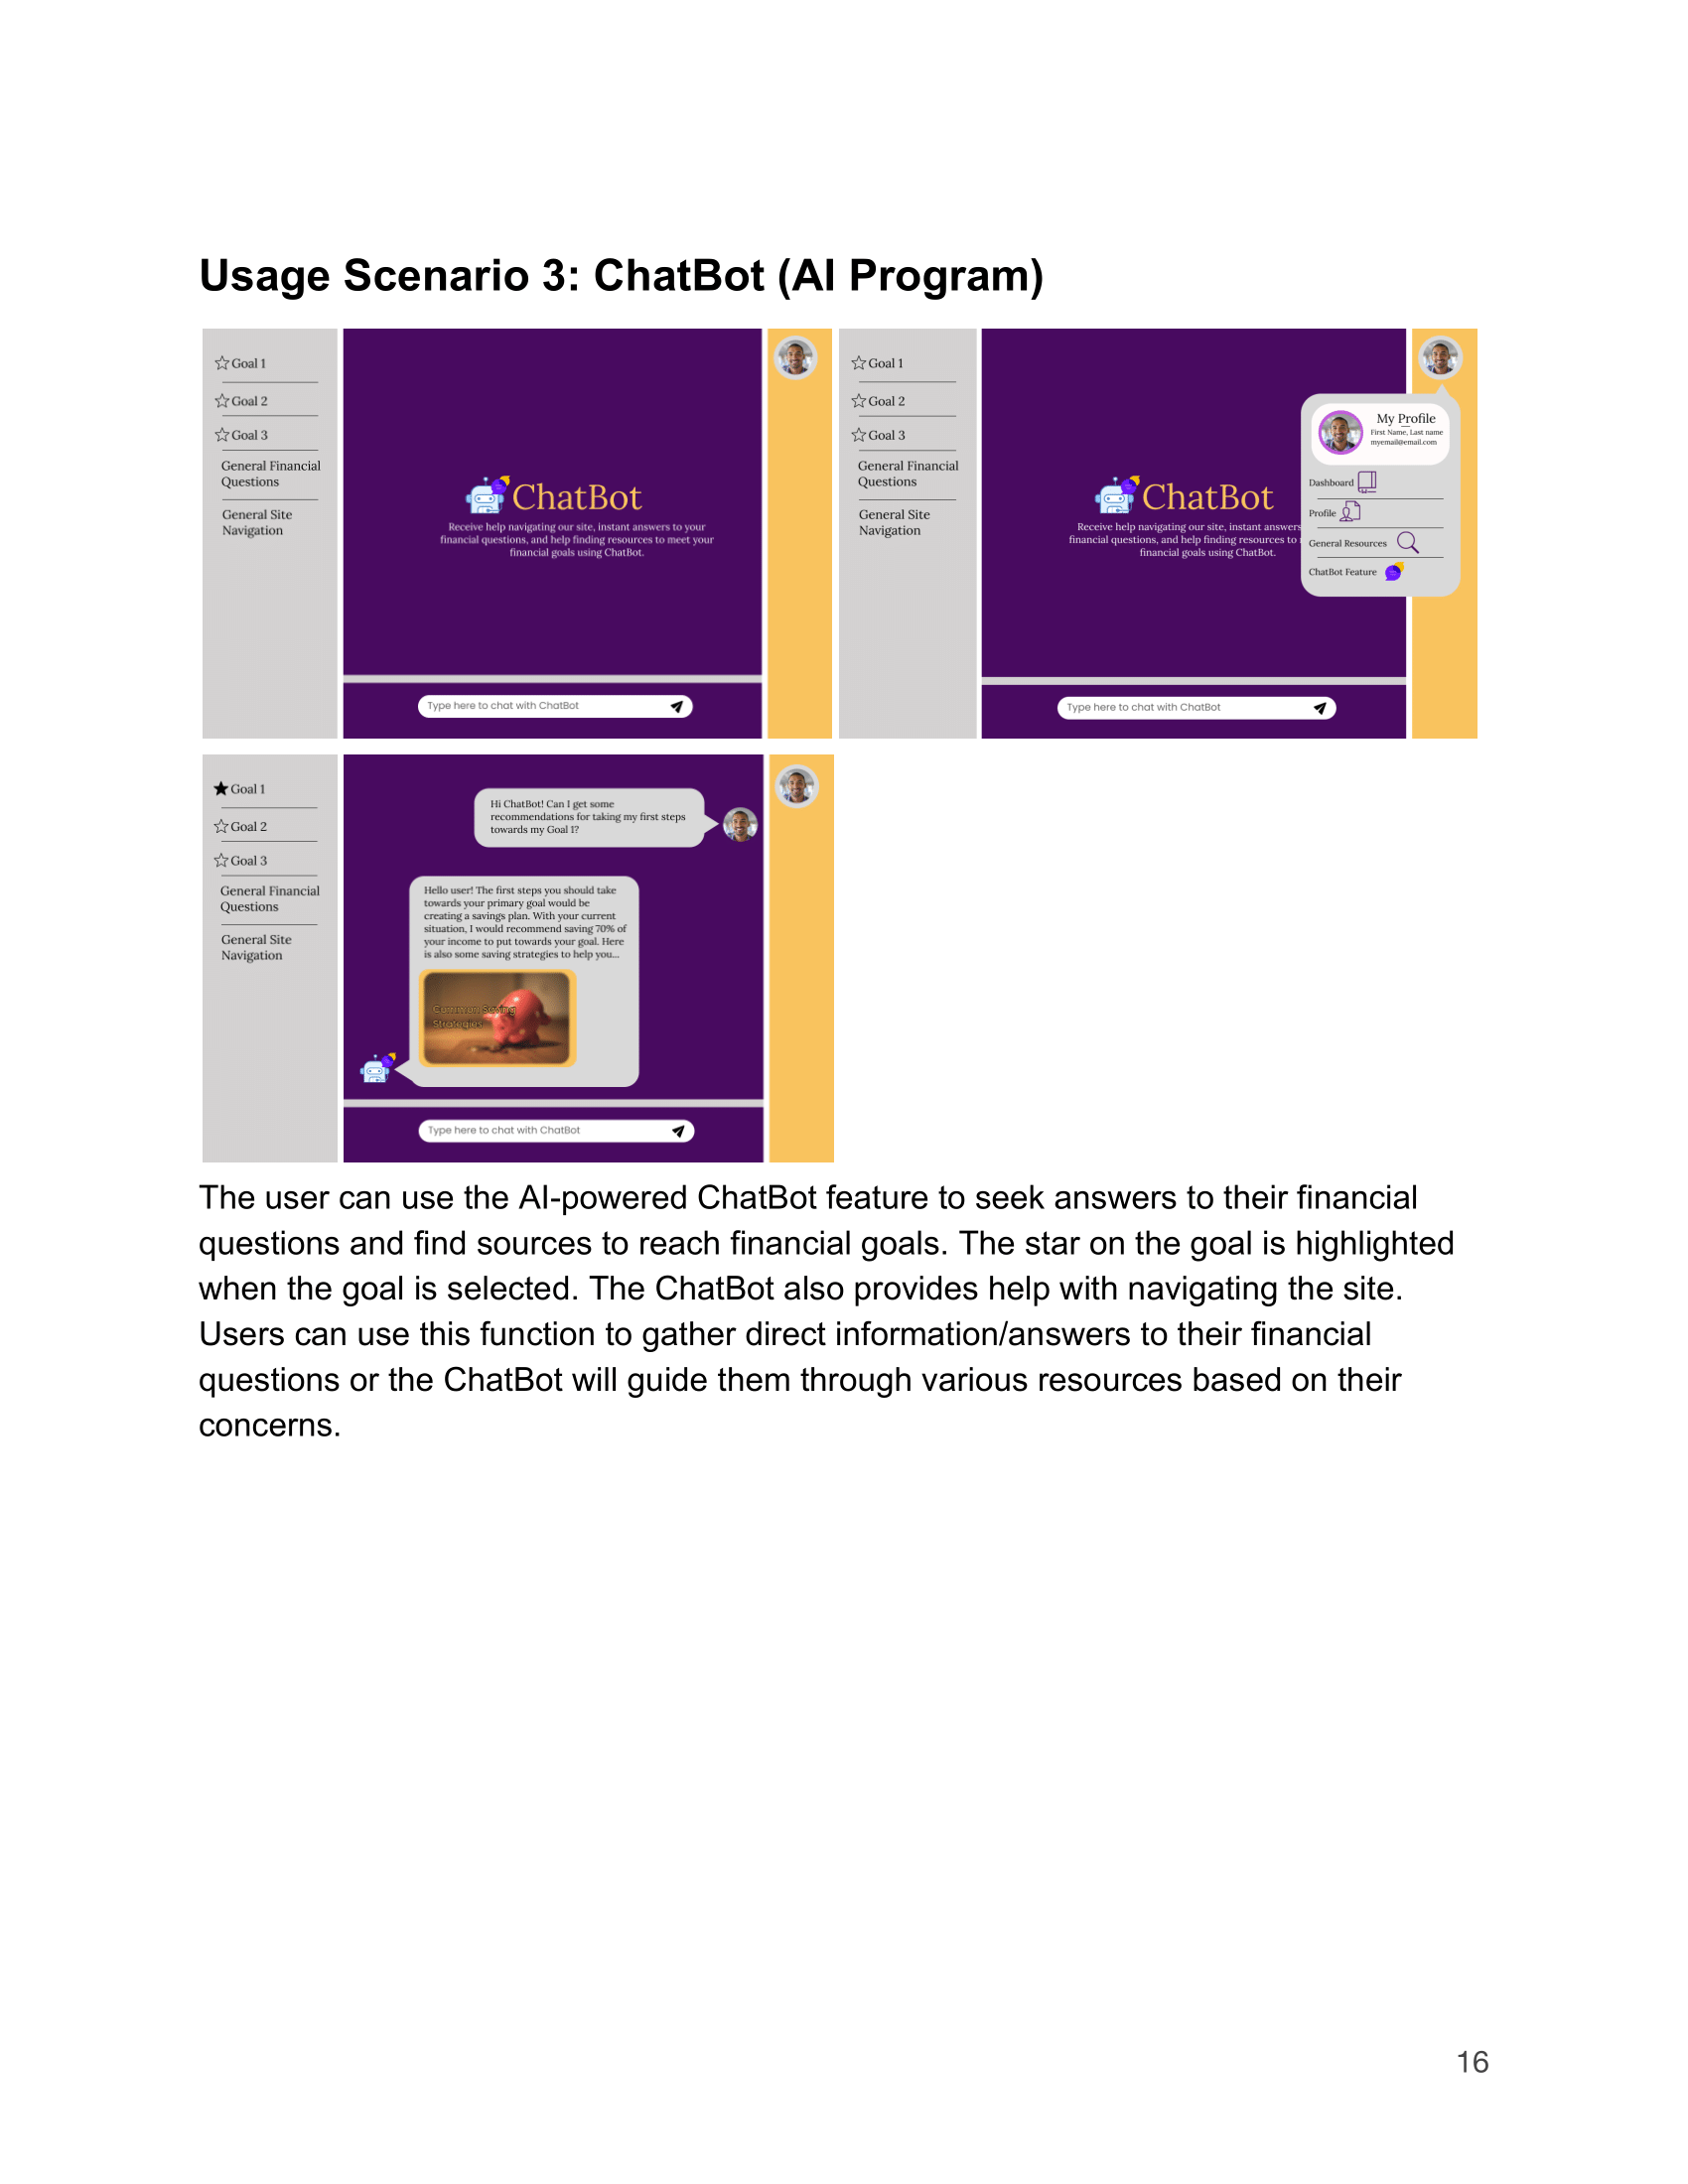 Usage Scenario 3: ChatBot (AI Program)
Goal 1
Goal 2
Goal 3
General Financial
Questions
General Site
Navigation
ChatBot
Receive help navigating our site, instant answers to your
financial questions, and help finding resources to meet your
financial goals using ChatBot.
Type here to chat with ChatBot
Goal 1
Goal 2
Goal 3
General Financial
Questions
General Site
Navigation
ChatBot
Receive help navigating our site, instant answers
financial questions, and help finding resources to
financial goals using ChatBot.
Type here to chat with ChatBot
My Profile
First Name, Last name
myemail@email.com
Dashboard
Profile
General Resources
ChatBot Feature
Goal 1
Goal 2
Goal 3
General Financial
Questions
General Site
Navigation
Hi ChatBot! Can I get some
recommendations for taking my first steps
towards my Goal 1?
Hello user! The first steps you should take
towards your primary goal would be
creating a savings plan. With your current
situation, I would recommend saving 70% of
your income to put towards your goal. Here
is also some saving strategies to help you...
Common Saving
Strategies
Type here to chat with ChatBot
The user can use the AI-powered ChatBot feature to seek answers to their financial
questions and find sources to reach financial goals. The star on the goal is highlighted
when the goal is selected. The ChatBot also provides help with navigating the site.
Users can use this function to gather direct information/answers to their financial
questions or the ChatBot will guide them through various resources based on their
concerns.
16